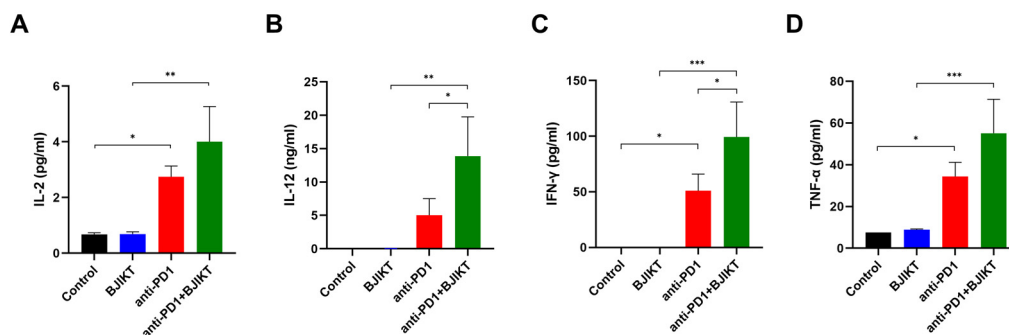 A
IL-2 (pg/ml)
6
4
2
0
**
*
Control
BJIKT
anti-PD1
anti-PD1+BJIKT
B
IL-12 (ng/ml)
25
20
15
10
5
0
**
*
Control
BJIKT
anti-PD1
anti-PD1+BJIKT
C
IFN-γ (pg/ml)
150
100
50
0
***
*
*
Control
BJIKT
anti-PD1
anti-PD1+BJIKT
D
TNF-α (pg/ml)
80
60
40
20
0
***
*
Control
BJIKT
anti-PD1
anti-PD1+BJIKT